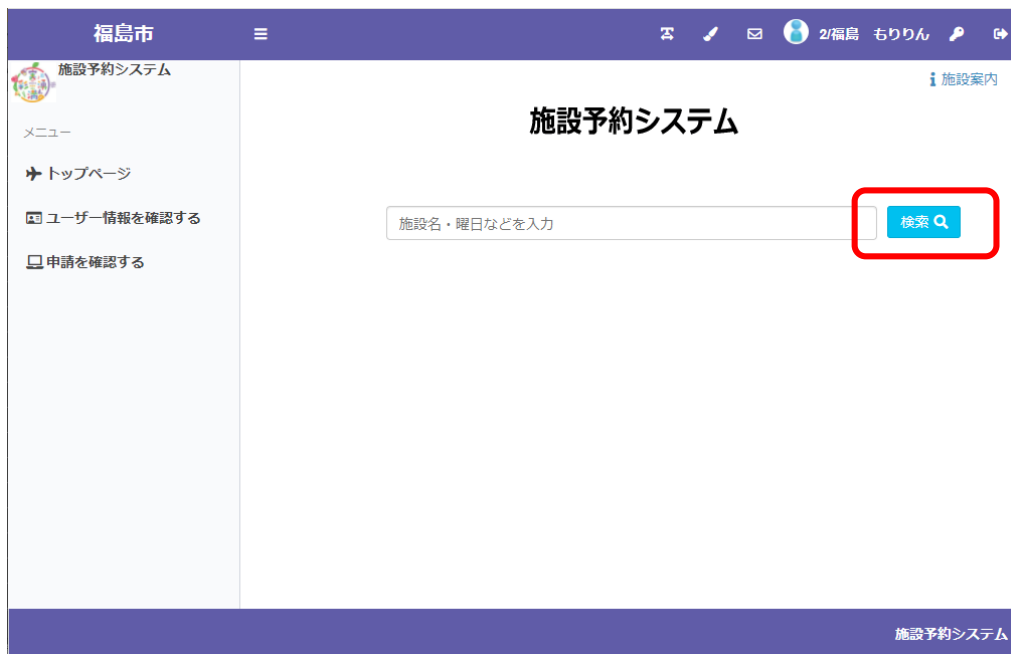 福島市
2/福島 もりりん
施設予約システム
施設案内
メニュー
施設予約システム
トップページ
ユーザー情報を確認する
施設名・曜日などを入力
検索
申請を確認する
施設予約システム